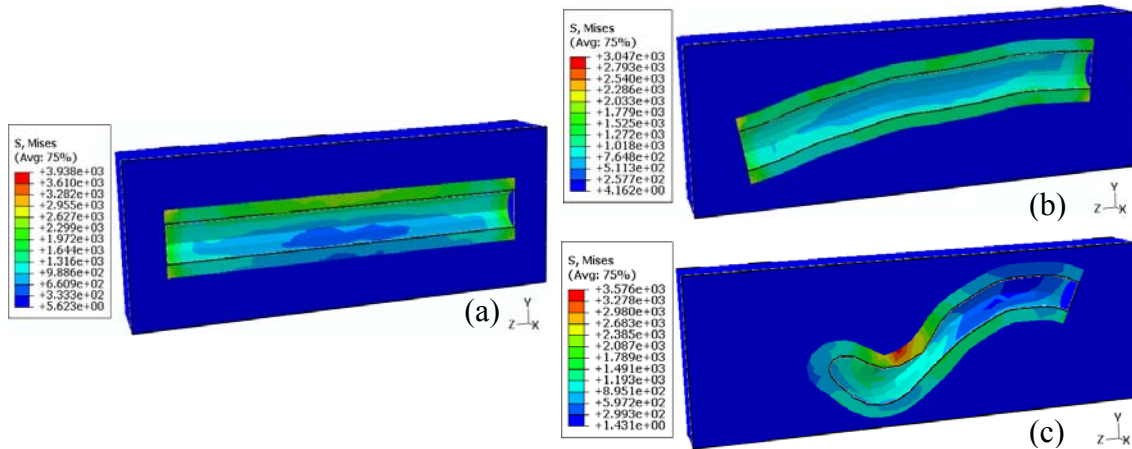 S, Mises
(Avg: 75%)
+3.938e+03
+3.610e+03
+3.282e+03
+2.955e+03
+2.627e+03
+2.299e+03
+1.972e+03
+1.644e+03
+1.316e+03
+9.886e+02
+6.609e+02
+3.333e+02
+5.623e+00
(a)
Y
Z X
S, Mises
(Avg: 75%)
+3.047e+03
+2.793e+03
+2.540e+03
+2.286e+03
+2.033e+03
+1.779e+03
+1.525e+03
+1.272e+03
+1.018e+03
+7.648e+02
+5.113e+02
+2.577e+02
+4.162e+00
(b)
Y
Z X
S, Mises
(Avg: 75%)
+3.576e+03
+3.278e+03
+2.980e+03
+2.683e+03
+2.385e+03
+2.087e+03
+1.789e+03
+1.491e+03
+1.193e+03
+8.951e+02
+5.972e+02
+2.993e+02
+1.431e+00
(c)
Y
Z X